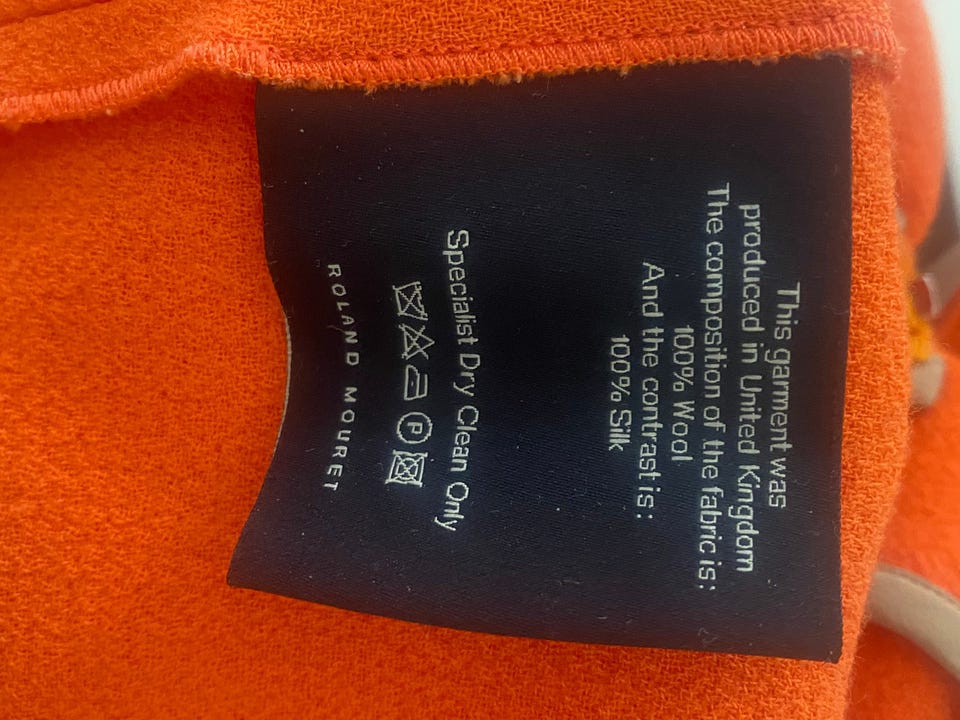 This garment was
produced in United Kingdom
The composition of the fabric is:
100% Wool
And the contrast is:
100% Silk
Specialist Dry Clean Only
P
ROLAND MOURET